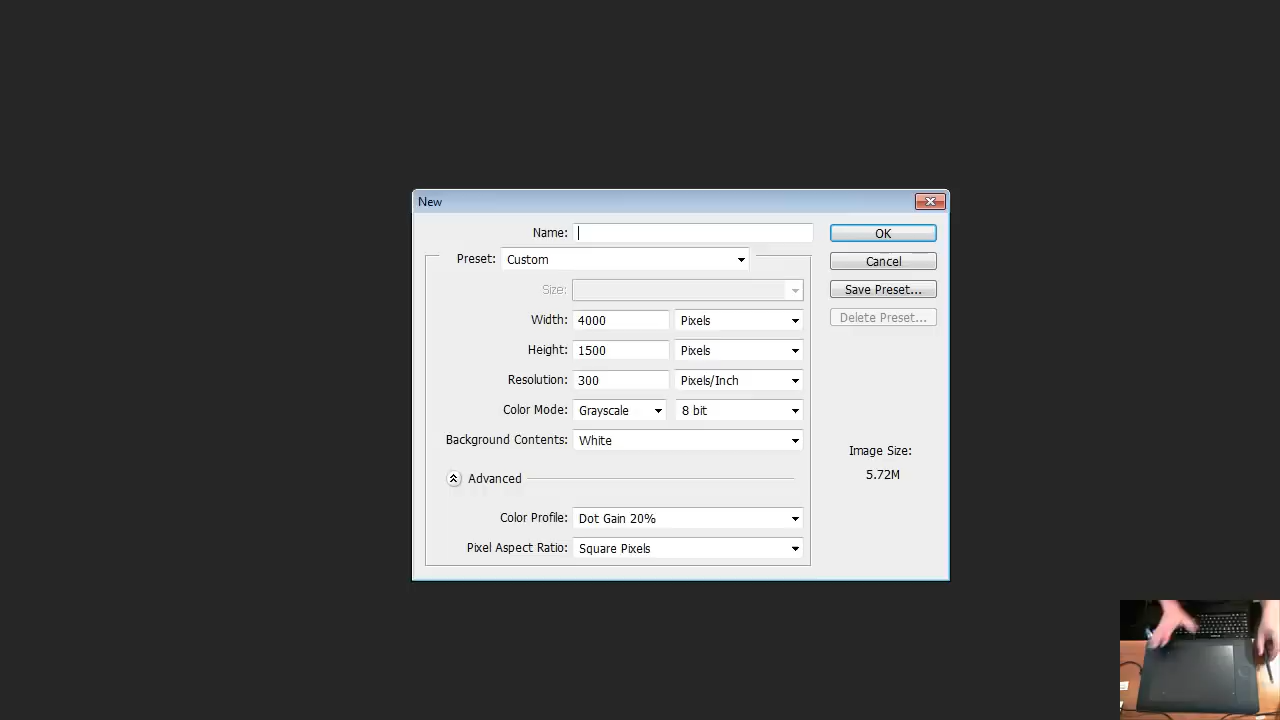 New
Name:
OK
Preset: Custom
Cancel
Size:
Save Preset...
Width: 4000 Pixels
Delete Preset...
Height: 1500 Pixels
Resolution: 300 Pixels/Inch
Color Mode: Grayscale 8 bit
Background Contents: White
Image Size:
5.72M
Advanced
Color Profile: Dot Gain 20%
Pixel Aspect Ratio: Square Pixels